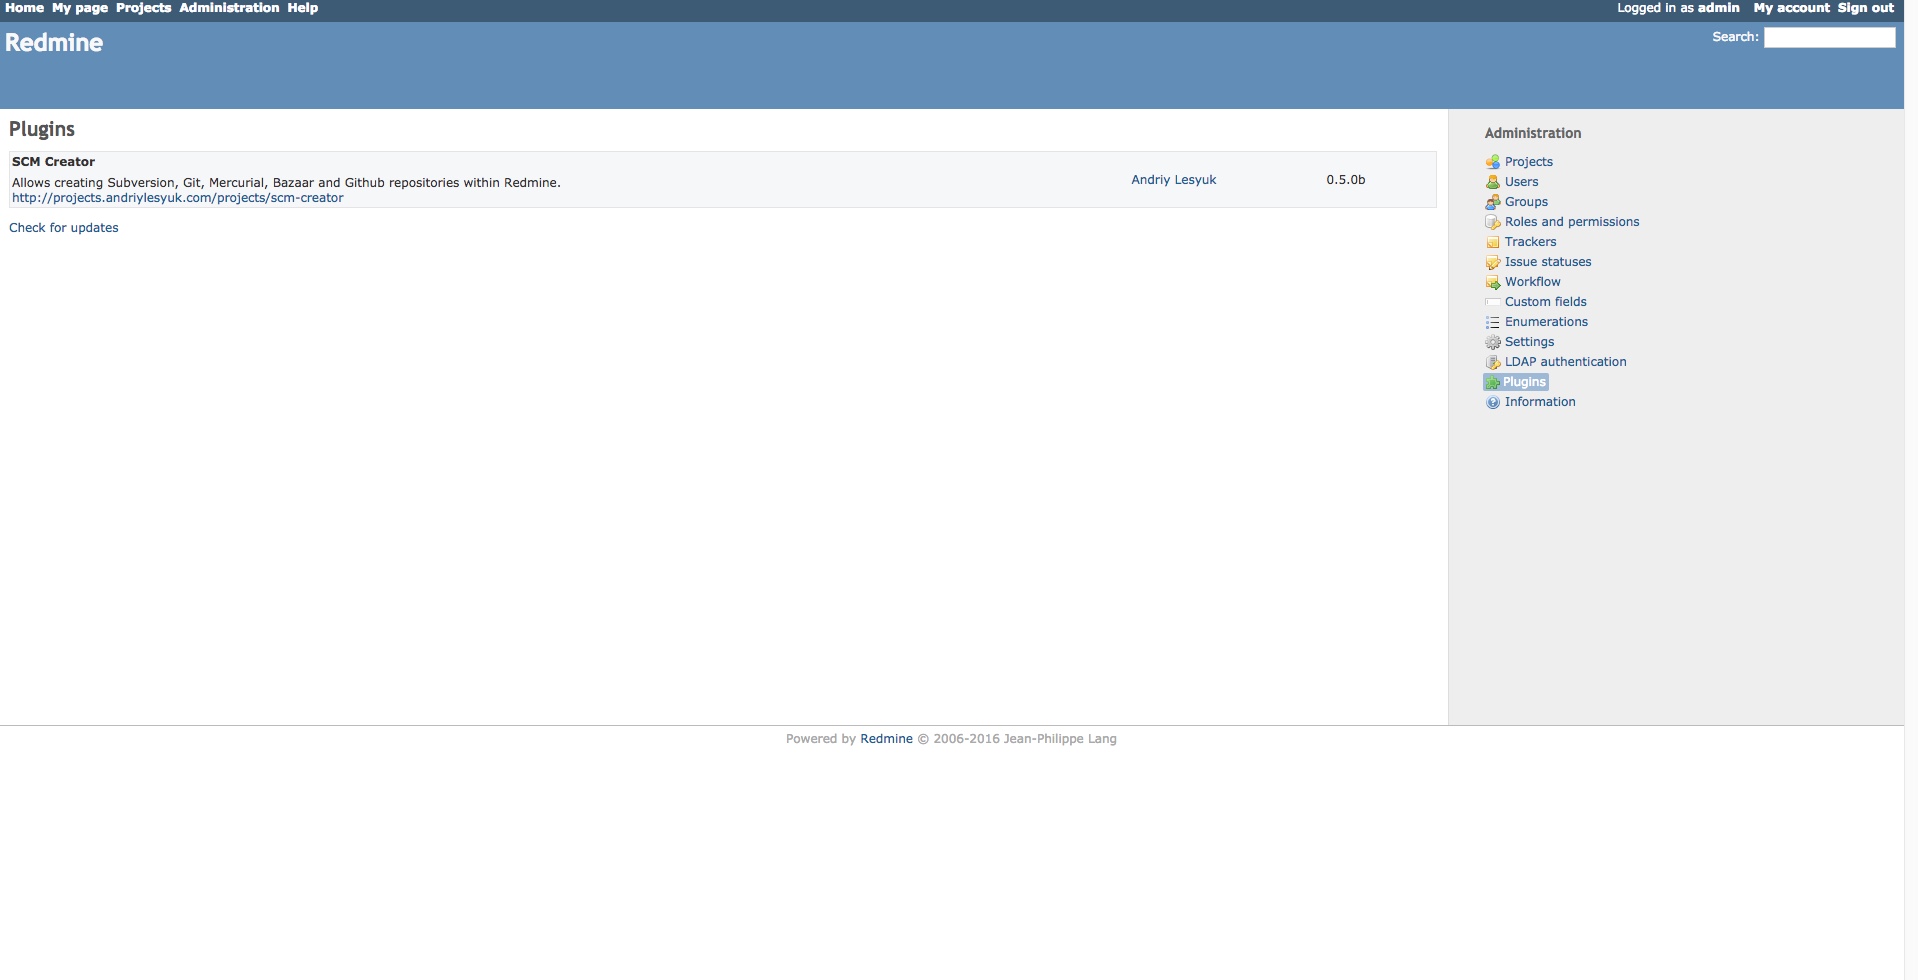 Home My page Projects Administration Help
Logged in as admin My account Sign out
Redmine
Search:
Plugins
SCM Creator
Allows creating Subversion, Git, Mercurial, Bazaar and Github repositories within Redmine.
http://projects.andriylesyuk.com/projects/scm-creator
Andriy Lesyuk
0.5.0b
Check for updates
Administration
Projects
Users
Groups
Roles and permissions
Trackers
Issue statuses
Workflow
Custom fields
Enumerations
Settings
LDAP authentication
Plugins
Information
Powered by Redmine © 2006-2016 Jean-Philippe Lang